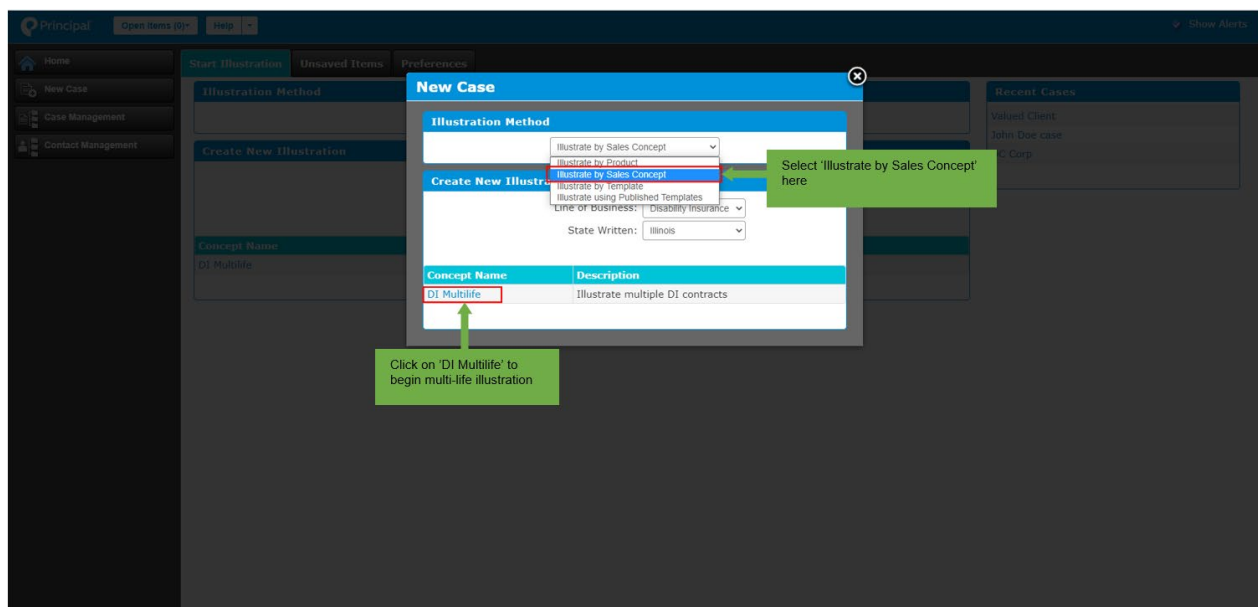 Principal
Open Items (0)
Help
Show Alerts
Home
New Case
Case Management
Contact Management
Start Illustration
Unsaved Items
Preferences
Illustration Method
Create New Illustration
Concept Name
DI Multilife
New Case
Illustration Method
Illustrate by Sales Concept
Illustrate by Product
Illustrate by Sales Concept
Illustrate by Template
Illustrate using Published Templates
Line of Business: Disability Insurance
State Written: Illinois
Concept Name Description
DI Multilife Illustrate multiple DI contracts
Select 'Illustrate by Sales Concept'
here
Click on 'DI Multilife' to
begin multi-life illustration
Recent Cases
Valued Client
John Doe case
Corp